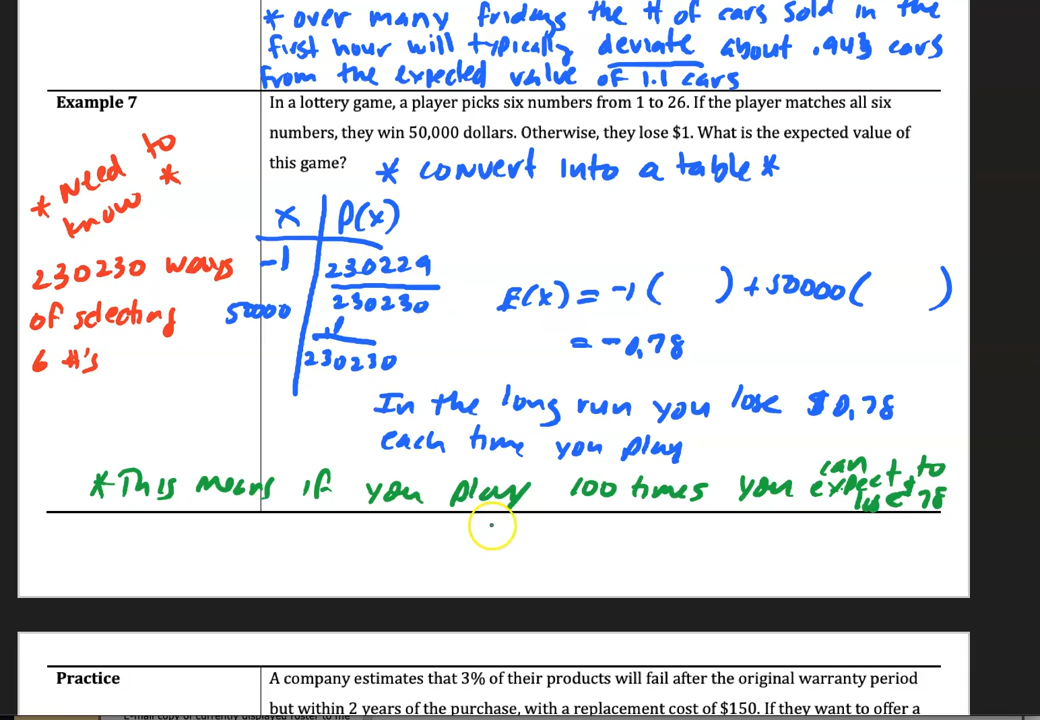 * over many fridays the # of cars sold in the
first hour will typically deviate about .943 cars
from the expected value of 1.1 cars
Example 7
In a lottery game, a player picks six numbers from 1 to 26. If the player matches all six
numbers, they win 50,000 dollars. Otherwise, they lose $1. What is the expected value of
this game?
* convert into a table *
* Need to
know *
230230 ways
of selecting
6 #'s
x P(x)
-1 230229
230230
50000 1
230230
E(x) = -1( ) + 50000( )
= -0.78
In the long run you lose $0.78
each time you play
*This means if you play 100 times you can expect to
lose $78
Practice
A company estimates that 3% of their products will fail after the original warranty period
but within 2 years of the purchase, with a replacement cost of $150. If they want to offer a